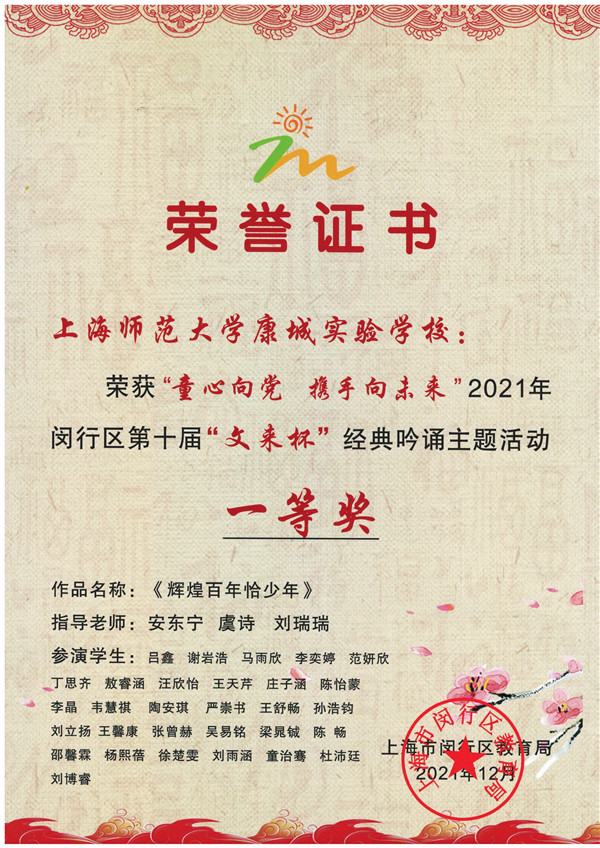 荣誉证书
上海师范大学康城实验学校：
荣获“童心向党 携手向未来”2021年
闵行区第十届“文来杯”经典吟诵主题活动
一等奖
作品名称：《辉煌百年恰少年》
指导老师：安东宁 虞诗 刘瑞瑞
参演学生：吕鑫 谢岩浩 马雨欣 李奕婷 范妍欣
丁思齐 敖睿涵 汪欣怡 王天芹 庄子涵 陈怡蒙
李晶 韦慧祺 陶安琪 严崇书 王舒畅 孙浩钧
刘立扬 王馨康 张曾赫 吴易铭 梁晁铖 陈 畅
邵馨霖 杨熙蓓 徐楚雯 刘雨涵 童治骞 杜沛廷
刘博睿
上海市闵行区教育局
2021年12月
上海市闵行区教育局